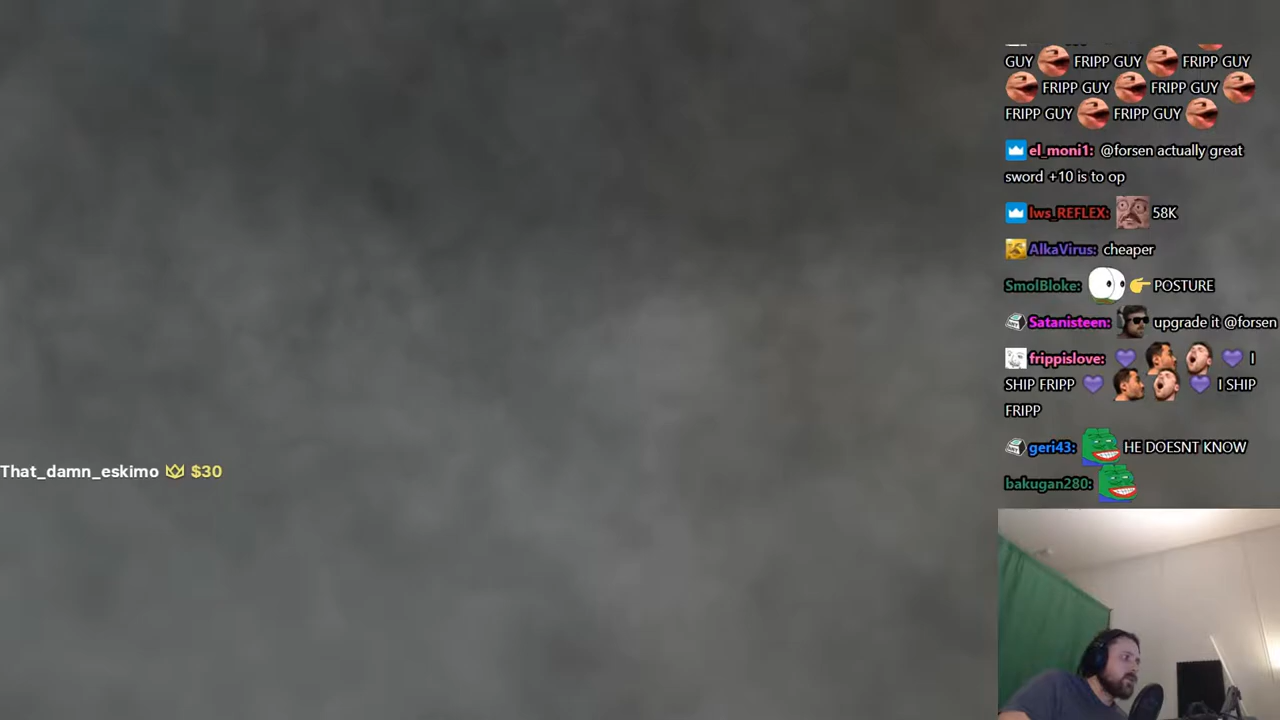 GUY FRIPP GUY FRIPP GUY
FRIPP GUY FRIPP GUY
FRIPP GUY FRIPP GUY
el_moni1: @forsen actually great
sword +10 is to op
lws_REFLEX: 58K
AlkaVirus: cheaper
SmolBloke: POSTURE
Satanisteen: upgrade it @forsen
frippislove: I
SHIP FRIPP I SHIP
FRIPP
geri43: HE DOESNT KNOW
That_damn_eskimo $30
bakugan280: